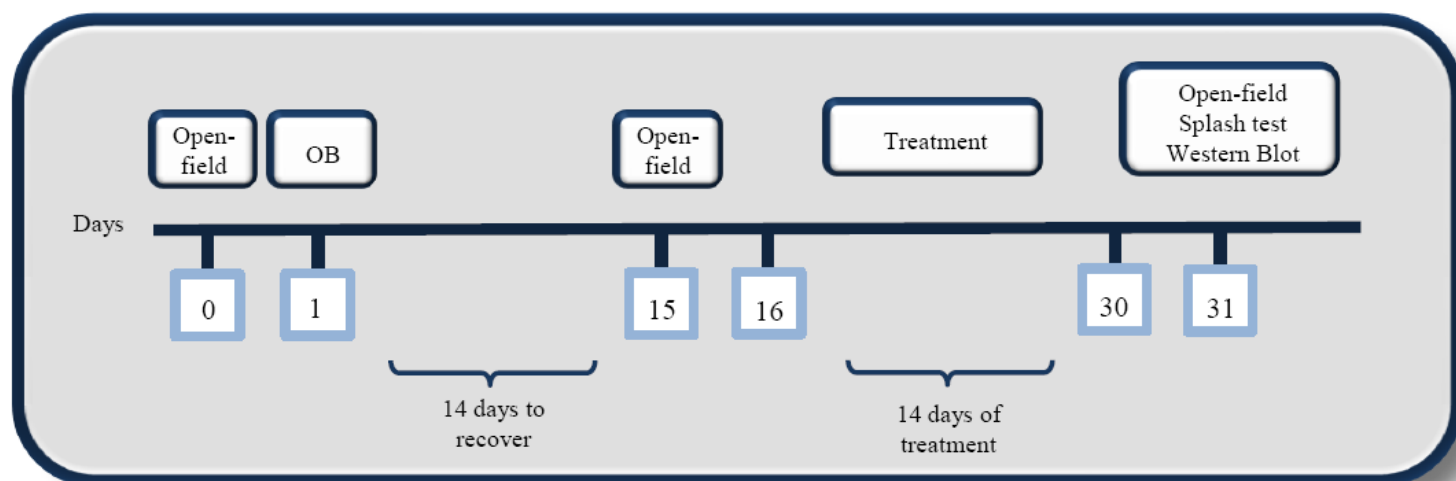 Open-
field
OB
Open-
field
Treatment
Open-field
Splash test
Western Blot
Days
0
1
15
16
30
31
14 days to
recover
14 days of
treatment